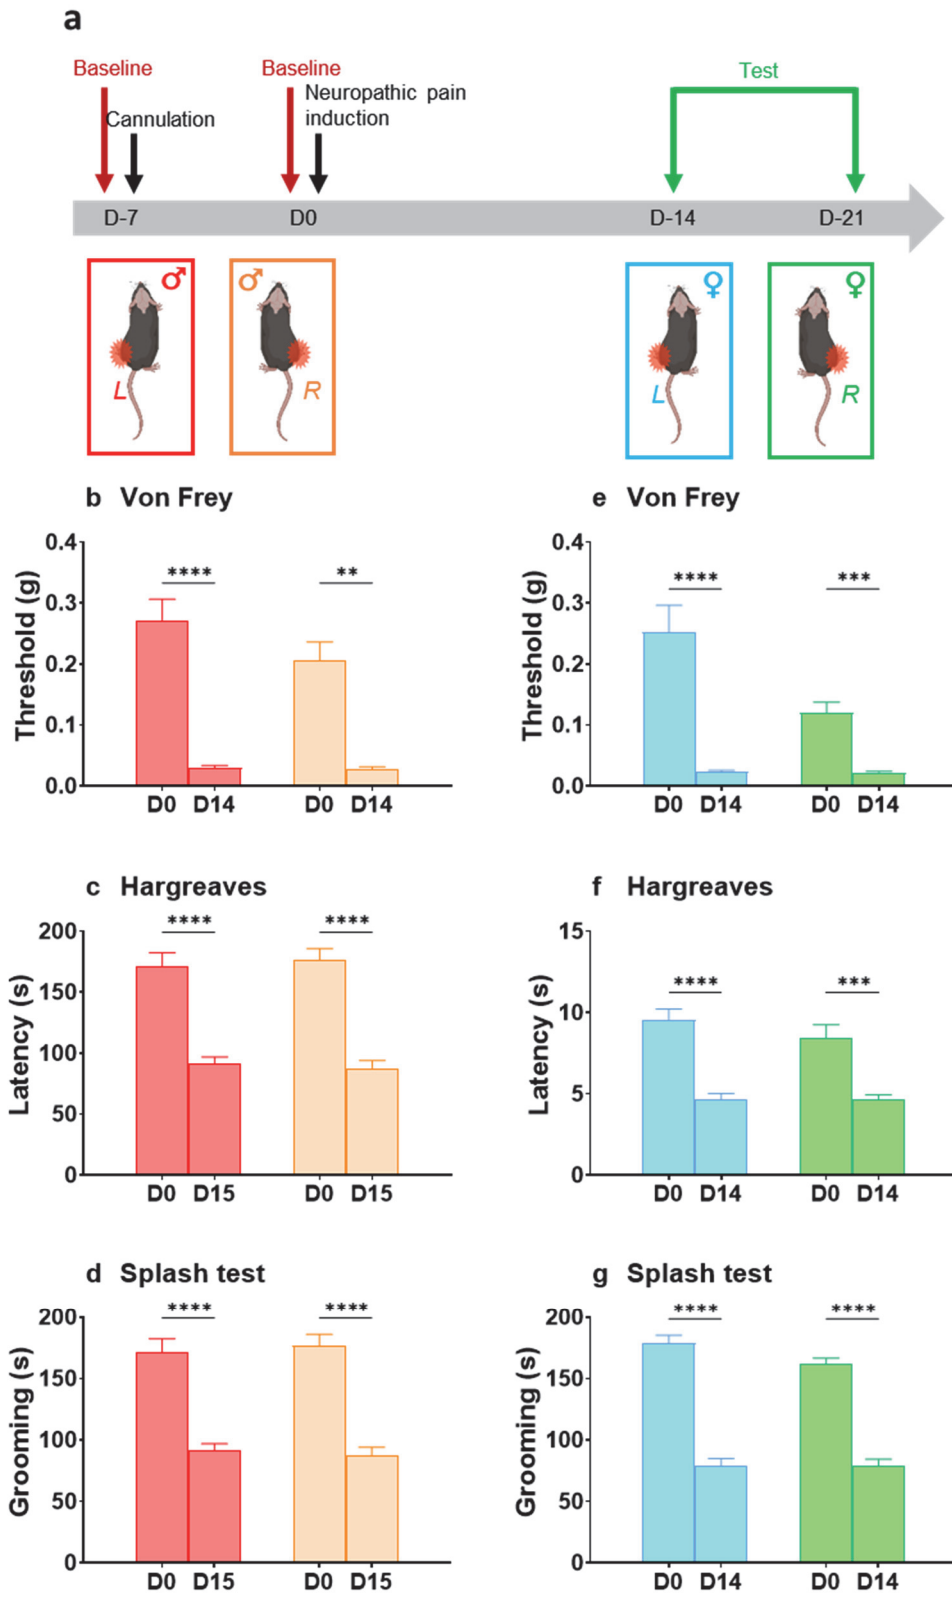 a
Baseline
Baseline
Test
Cannulation
Neuropathic pain
induction
D-7
D0
D-14
D-21
♂
♂
♀
♀
L
R
L
R
b Von Frey
e Von Frey
Threshold (g)
0.4
0.3
0.2
0.1
0.0
****
**
D0 D14 D0 D14
Threshold (g)
0.4
0.3
0.2
0.1
0.0
****
***
D0 D14 D0 D14
c Hargreaves
f Hargreaves
Latency (s)
200
150
100
50
0
****
****
D0 D15 D0 D15
Latency (s)
15
10
5
0
****
***
D0 D14 D0 D14
d Splash test
g Splash test
Grooming (s)
200
150
100
50
0
****
****
D0 D15 D0 D15
Grooming (s)
200
150
100
50
0
****
****
D0 D14 D0 D14